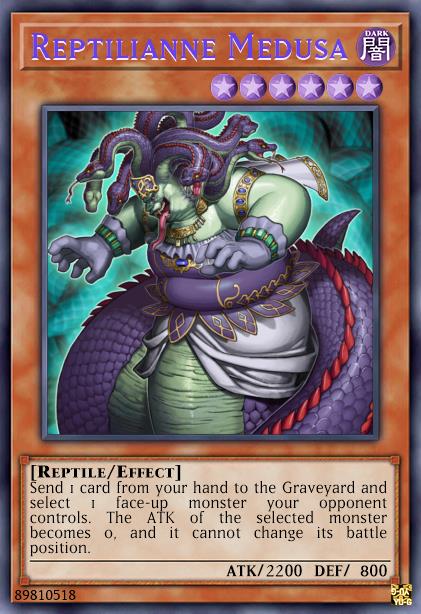 REPTILIANNE MEDUSA
DARK
闇
[REPTILE/EFFECT]
Send 1 card from your hand to the Graveyard and
select 1 face-up monster your opponent
controls. The ATK of the selected monster
becomes 0, and it cannot change its battle
position.
ATK/2200 DEF/ 800
89810518